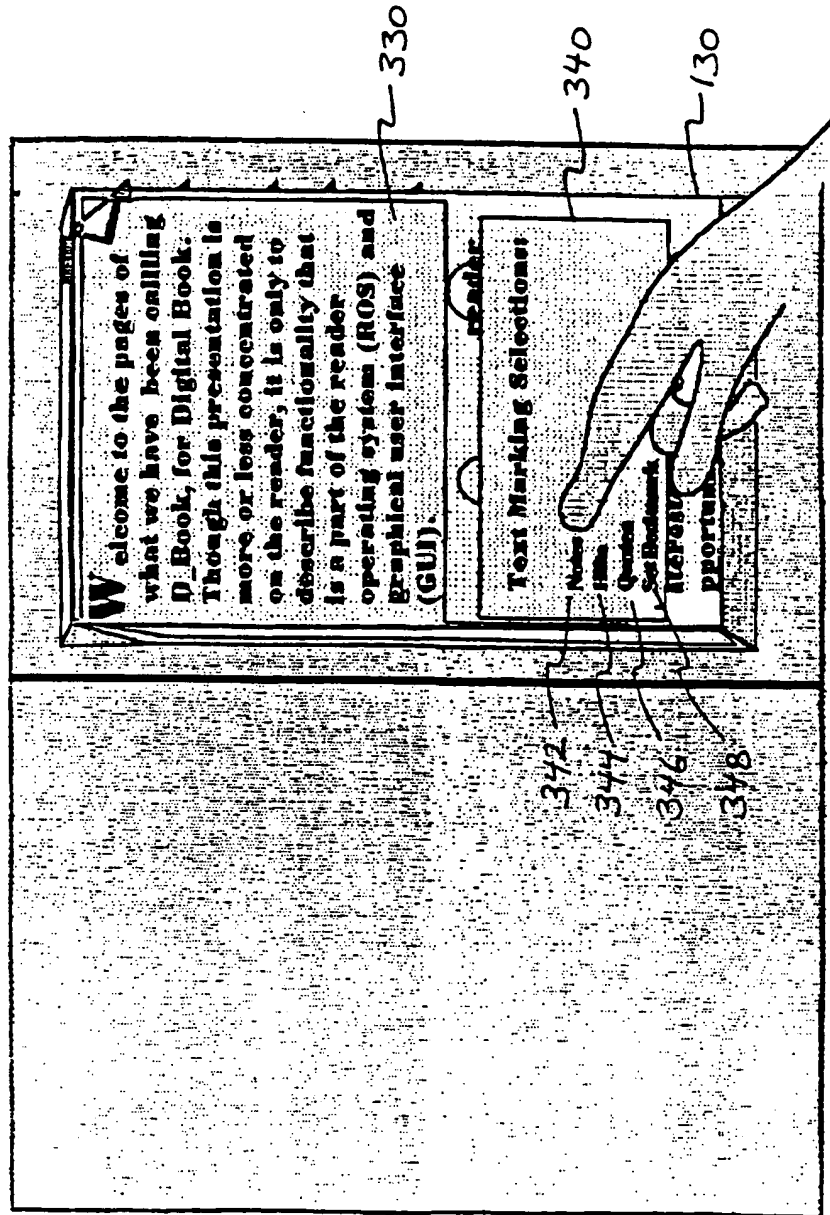 Welcome to the pages of
what we have been callling
D_Book, for Digital Book.
Though this presentation is
more or less concentrated
on the reader, it is only to
describe functionality that
is a part of the reader
operating system (ROS) and
graphical user interface
(GUI).
reader
Text Marking Selections:
Notes
Quotes
Set Bookmark
330
340
130
342
344
346
348